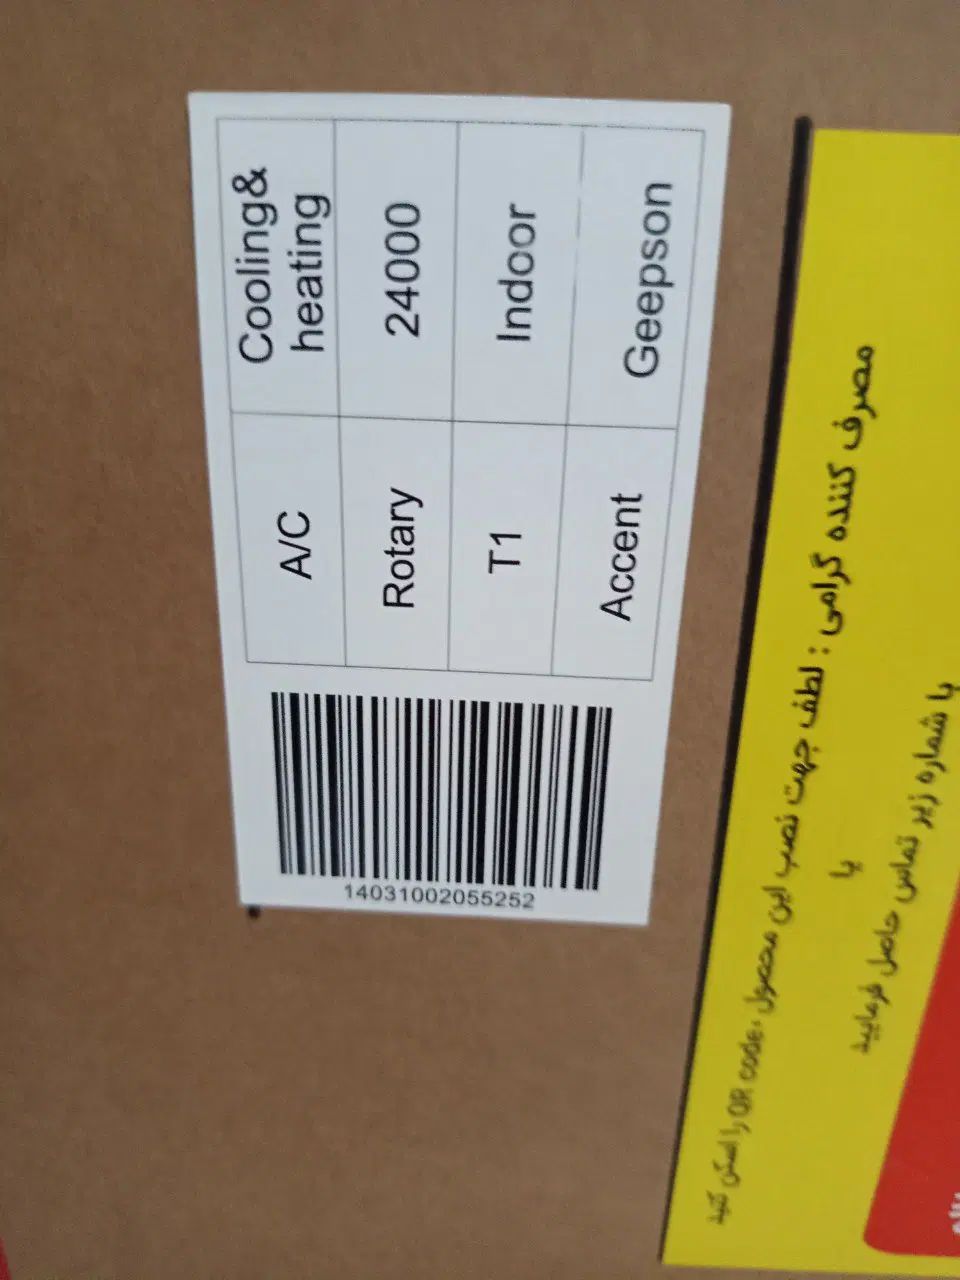 A/C Cooling&
heating
Rotary 24000
T1 Indoor
Accent Geepson
14031002055252
مصرف کننده گرامی : لطف جهت نصب این محصول، QR code را اسکن کنید
یا
با شماره زیر تماس حاصل فرمایید